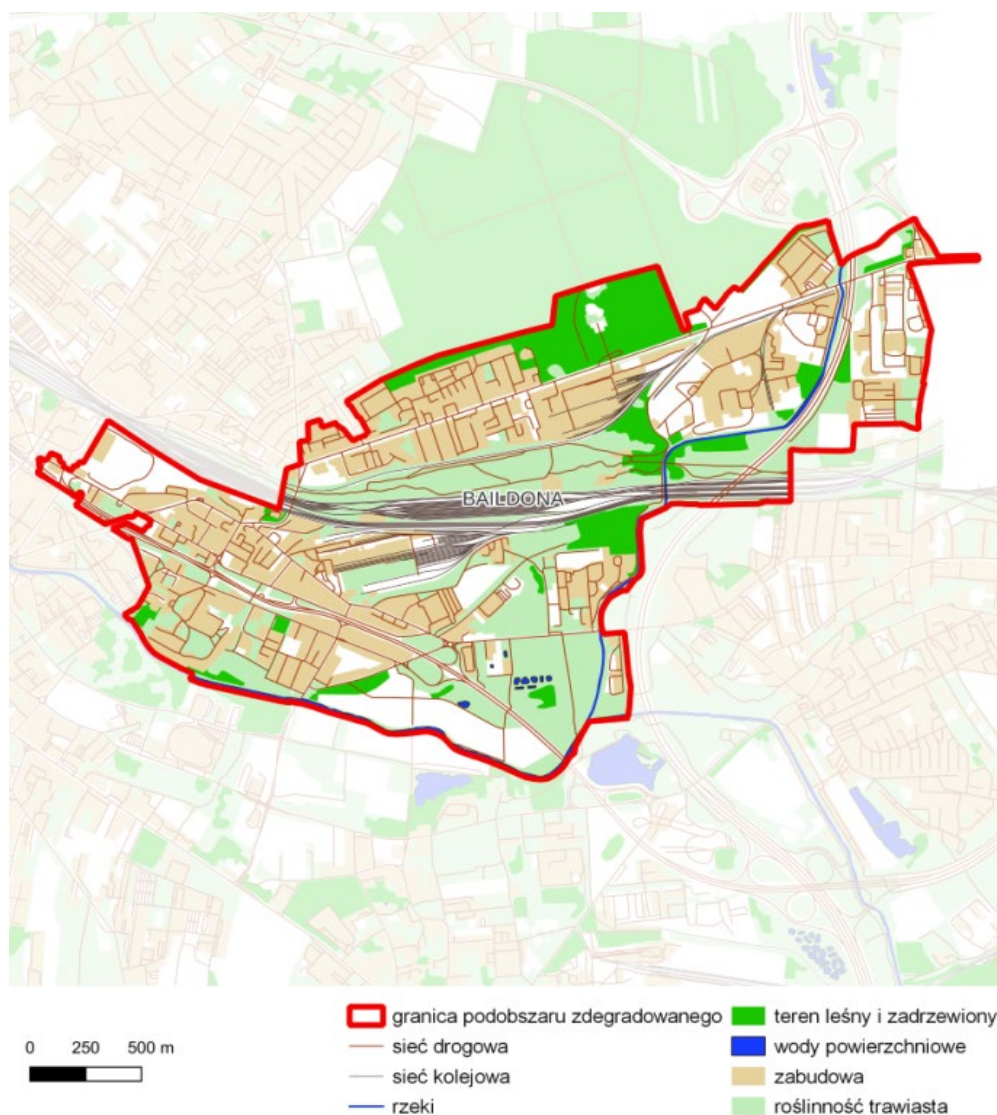 BAILDONA
granica podobszaru zdegradowanego
teren leśny i zadrzewiony
0 250 500 m
sieć drogowa
wody powierzchniowe
sieć kolejowa
zabudowa
rzeki
roślinność trawiasta